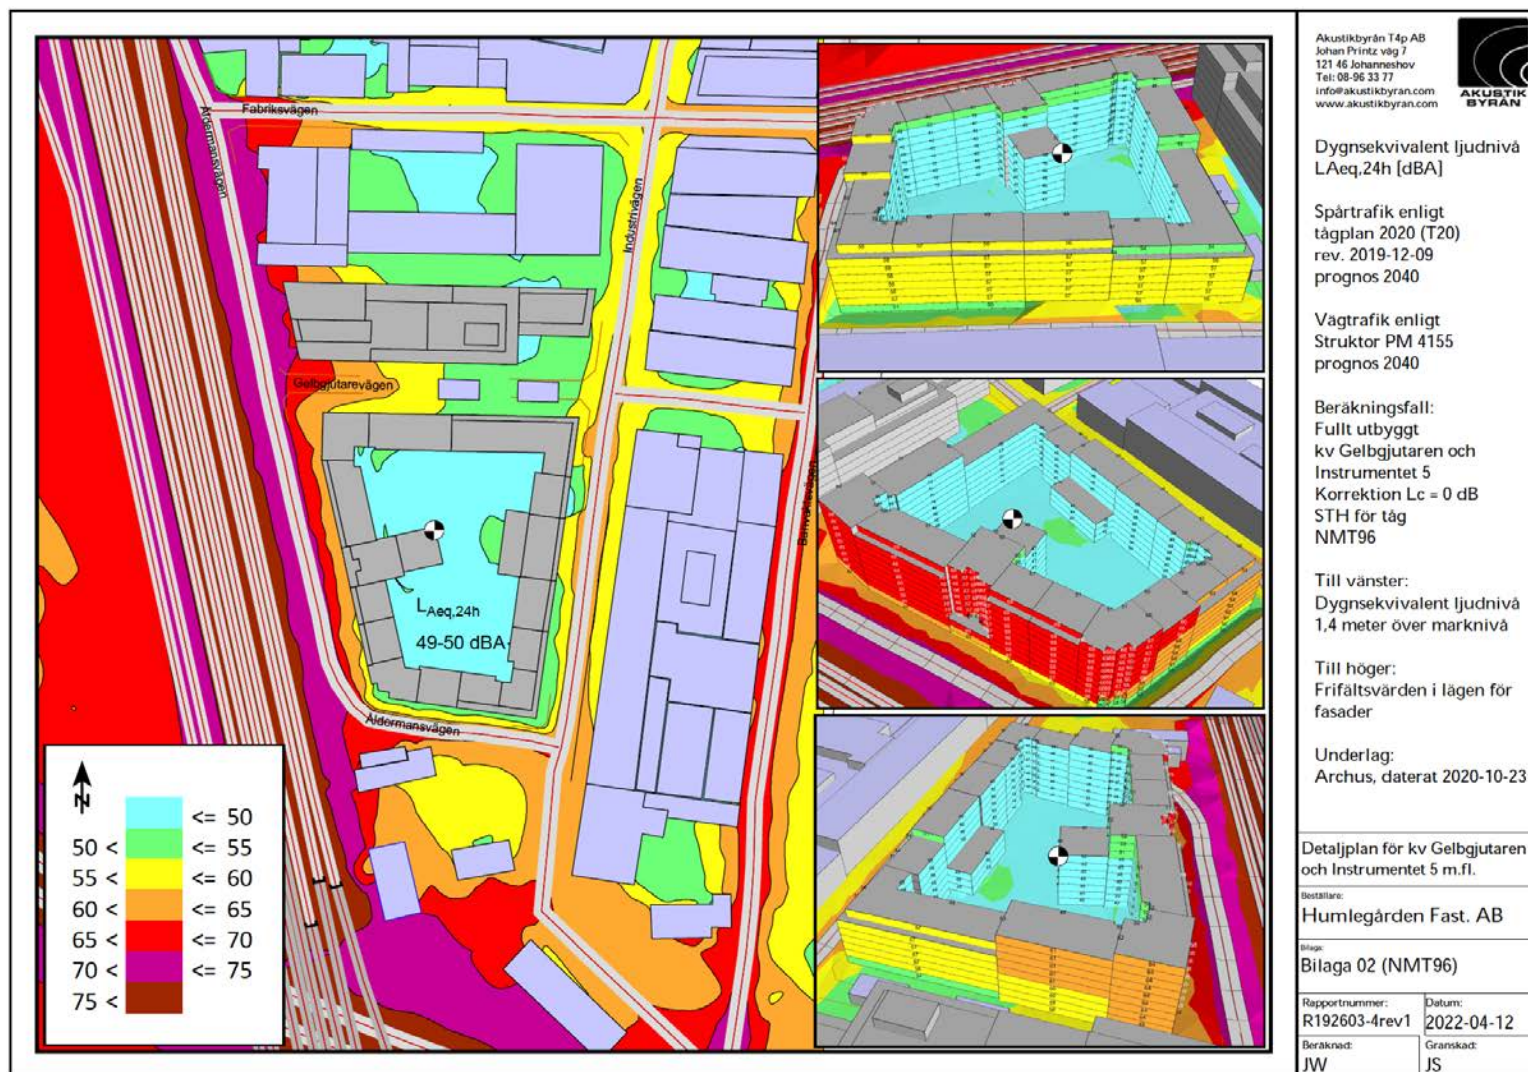 Fabriksvägen
Åldermansvägen
Industrivägen
Gelbgjutarevägen
Banvaktsvägen
LAeq,24h
49-50 dBA
Åldermansvägen
N
<= 50
50 < <= 55
55 < <= 60
60 < <= 65
65 < <= 70
70 < <= 75
75 <
Akustikbyrån T4p AB
Johan Printz väg 7
121 46 Johanneshov
Tel: 08-96 33 77
info@akustikbyran.com
www.akustikbyran.com
AKUSTIK
BYRÅN
Dygnsekvivalent ljudnivå
LAeq,24h [dBA]
Spårtrafik enligt
tågplan 2020 (T20)
rev. 2019-12-09
prognos 2040
Vägtrafik enligt
Struktor PM 4155
prognos 2040
Beräkningsfall:
Fullt utbyggt
kv Gelbgjutaren och
Instrumentet 5
Korrektion Lc = 0 dB
STH för tåg
NMT96
Till vänster:
Dygnsekvivalent ljudnivå
1,4 meter över marknivå
Till höger:
Frifältsvärden i lägen för
fasader
Underlag:
Archus, daterat 2020-10-23
Detaljplan för kv Gelbgjutaren
och Instrumentet 5 m.fl.
Beställare:
Humlegården Fast. AB
Bilaga:
Bilaga 02 (NMT96)
Rapportnummer: Datum:
R192603-4rev1 2022-04-12
Beräknad: Granskad:
JW JS